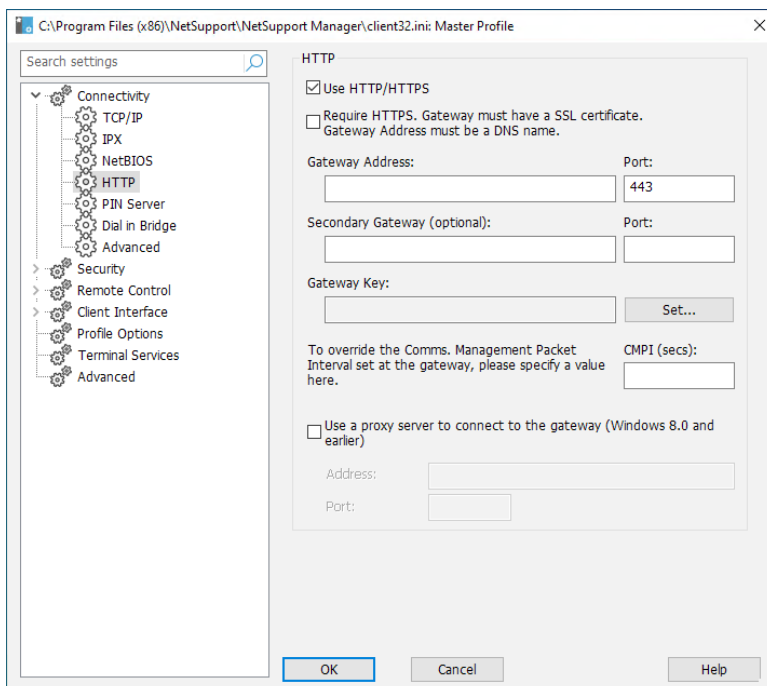 C:\Program Files (x86)\NetSupport\NetSupport Manager\client32.ini: Master Profile
Search settings
Connectivity
TCP/IP
IPX
NetBIOS
HTTP
PIN Server
Dial in Bridge
Advanced
Security
Remote Control
Client Interface
Profile Options
Terminal Services
Advanced
HTTP
Use HTTP/HTTPS
Require HTTPS. Gateway must have a SSL certificate.
Gateway Address must be a DNS name.
Gateway Address:
Port:
443
Secondary Gateway (optional):
Port:
Gateway Key:
Set...
To override the Comms. Management Packet
Interval set at the gateway, please specify a value
here.
CMPI (secs):
Use a proxy server to connect to the gateway (Windows 8.0 and
earlier)
Address:
Port:
OK
Cancel
Help